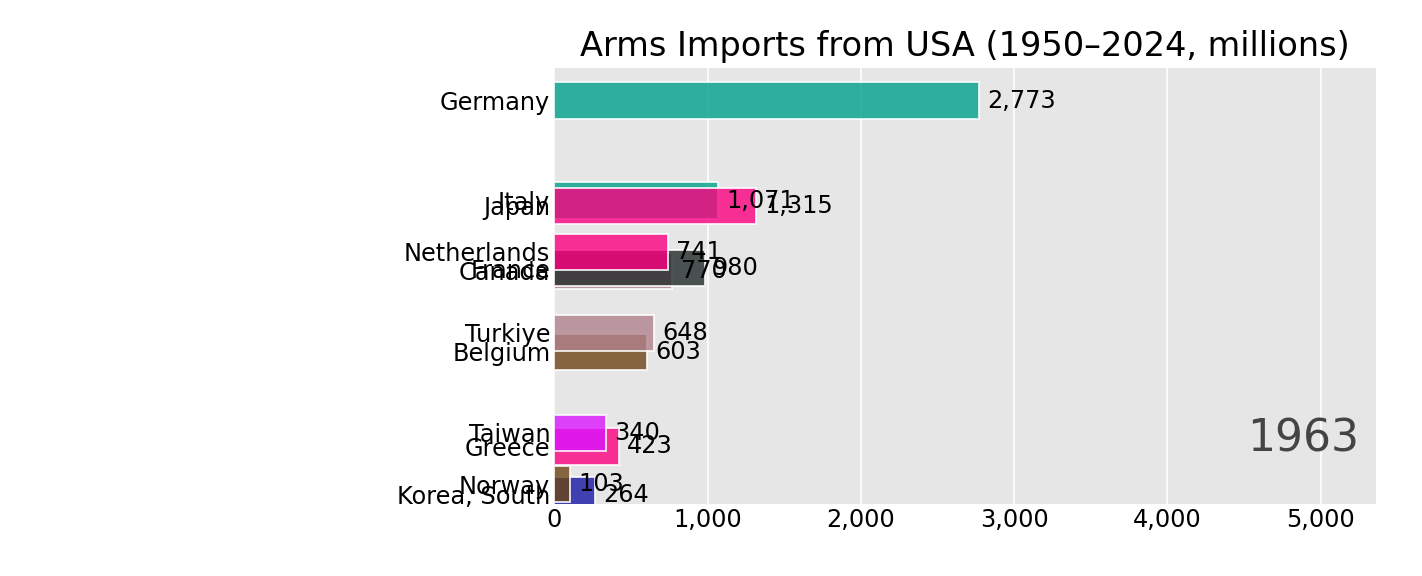 Arms Imports from USA (1950–2024, millions)
Germany 2,773
Italy 1,071
Japan 1,315
Netherlands 741
France 980
Canada 770
Turkiye 648
Belgium 603
Taiwan 340
Greece 423
1963
Norway 103
Korea, South 264
0 1,000 2,000 3,000 4,000 5,000